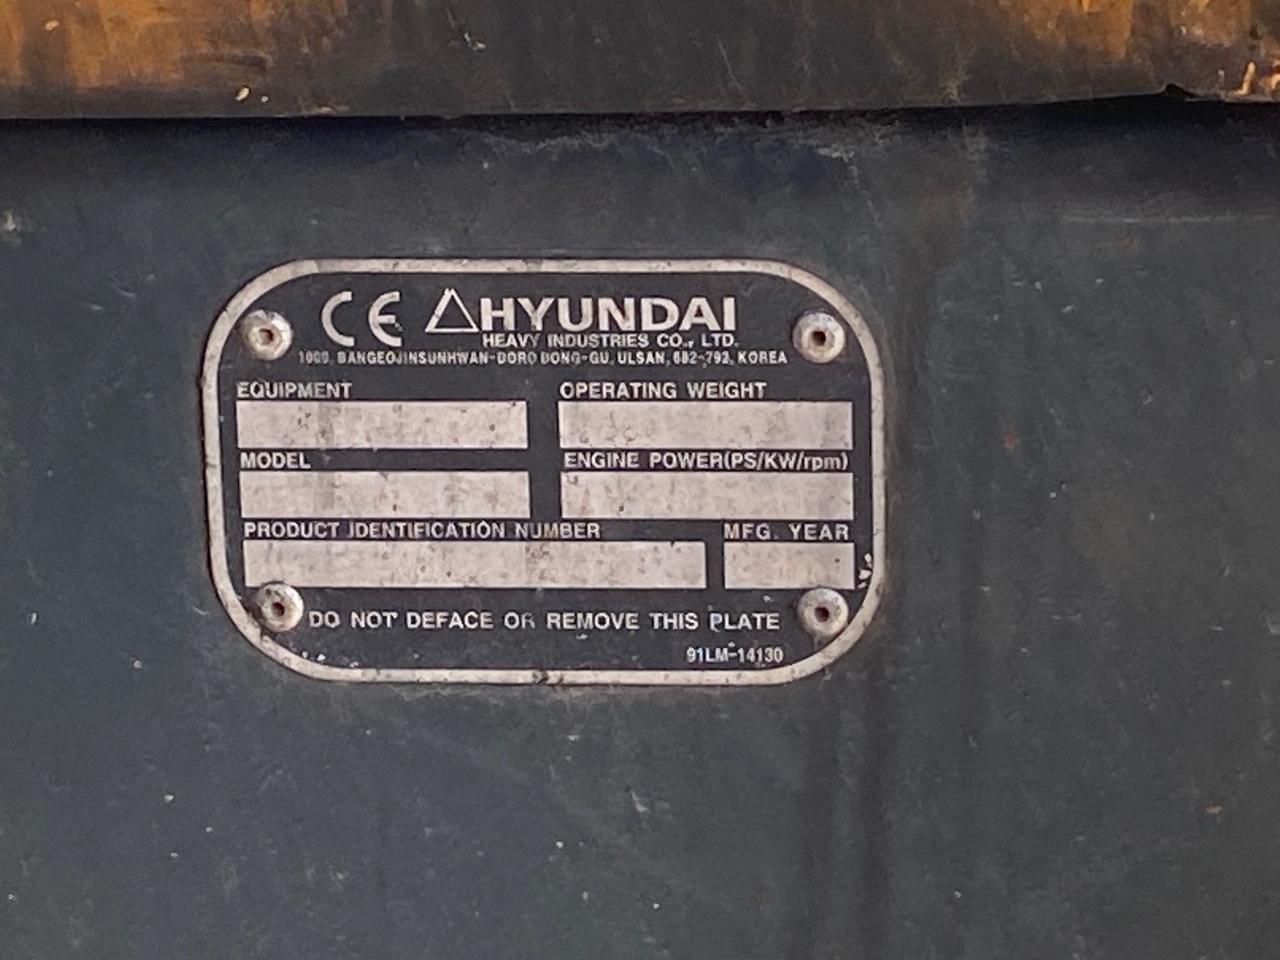 CE HYUNDAI
HEAVY INDUSTRIES CO., LTD.
1000, BANGEOJINSUNHWAN-DORO DONG-GU, ULSAN, 682-792, KOREA
EQUIPMENT OPERATING WEIGHT
MODEL ENGINE POWER(PS/KW/rpm)
PRODUCT IDENTIFICATION NUMBER MFG. YEAR
DO NOT DEFACE OR REMOVE THIS PLATE
91LM-14130